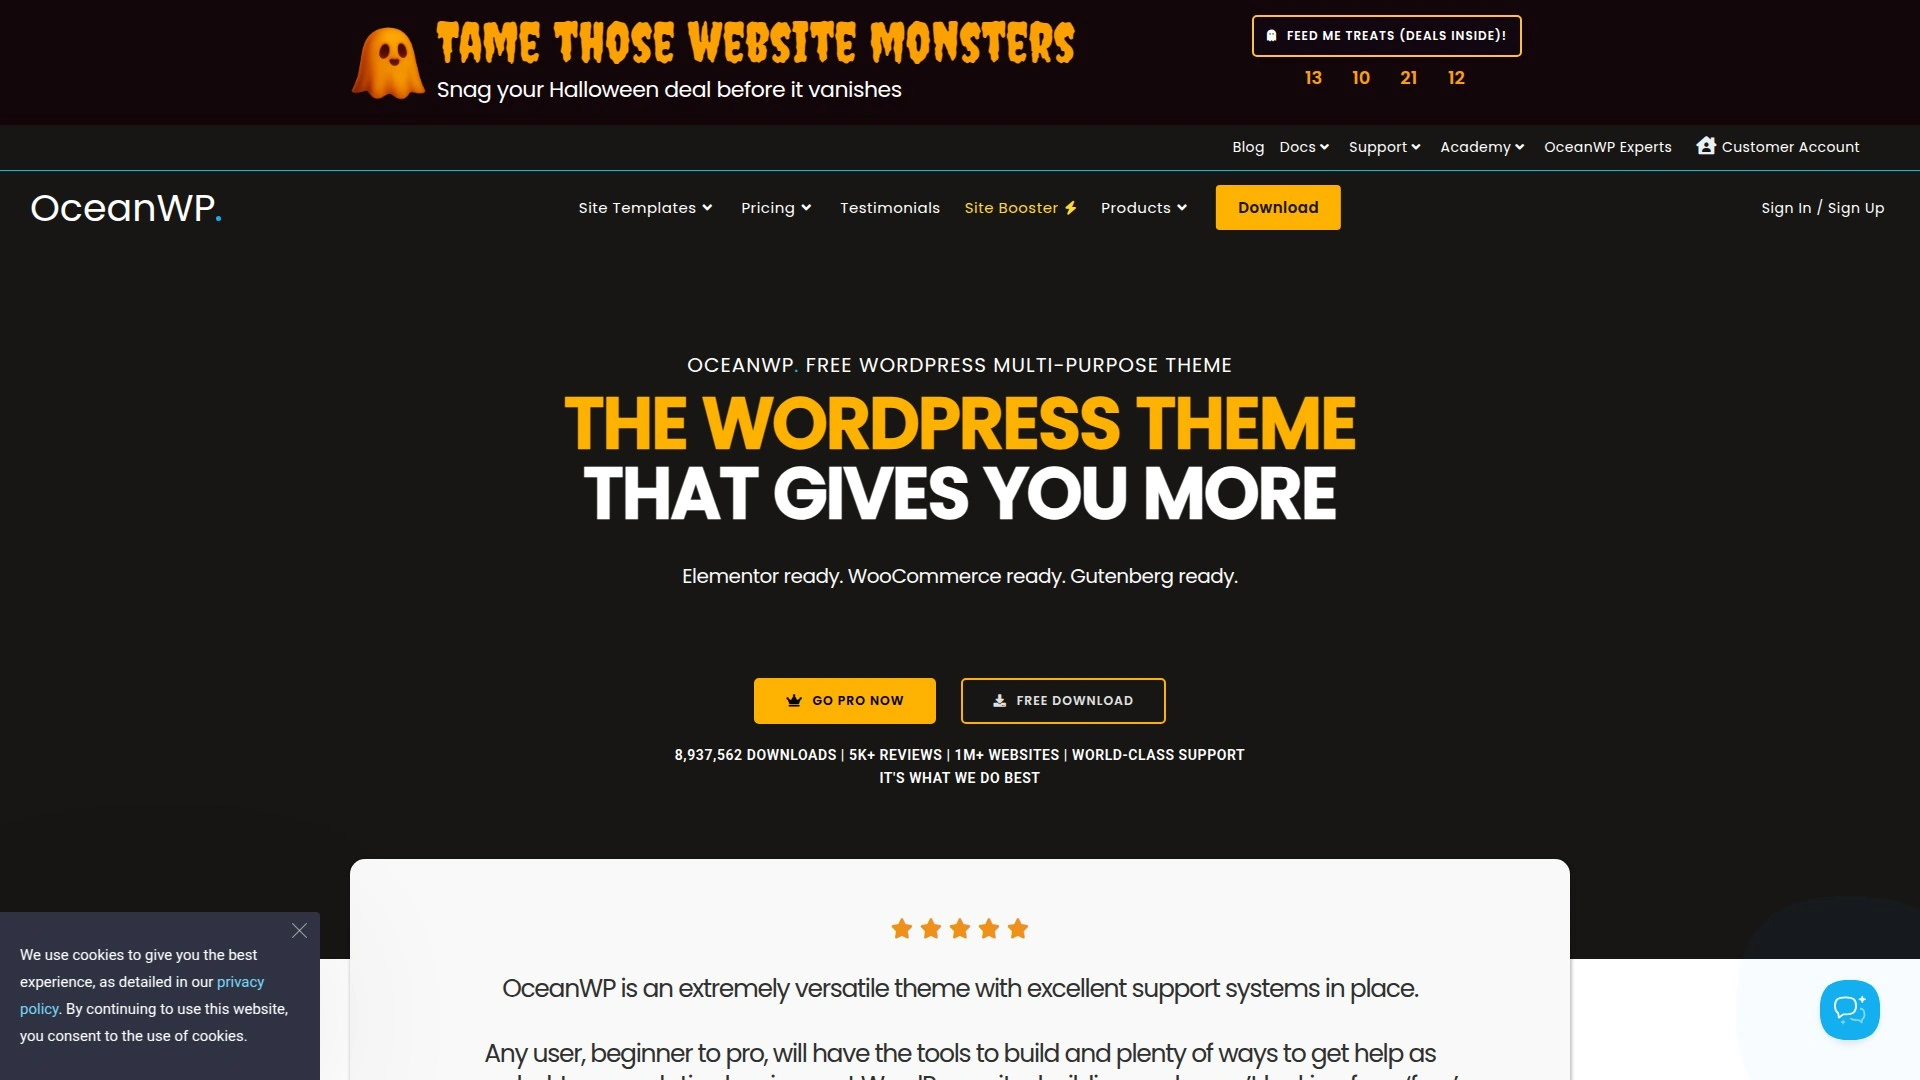 TAME THOSE WEBSITE MONSTERS
Snag your Halloween deal before it vanishes
FEED ME TREATS (DEALS INSIDE)!
13 10 21 12
Blog Docs Support Academy OceanWP Experts Customer Account
OceanWP.
Site Templates Pricing Testimonials Site Booster Products Download
Sign In / Sign Up
OCEANWP. FREE WORDPRESS MULTI-PURPOSE THEME
THE WORDPRESS THEME
THAT GIVES YOU MORE
Elementor ready. WooCommerce ready. Gutenberg ready.
GO PRO NOW
FREE DOWNLOAD
8,937,562 DOWNLOADS | 5K+ REVIEWS | 1M+ WEBSITES | WORLD-CLASS SUPPORT
IT'S WHAT WE DO BEST
OceanWP is an extremely versatile theme with excellent support systems in place.
Any user, beginner to pro, will have the tools to build and plenty of ways to get help as
We use cookies to give you the best
experience, as detailed in our privacy
policy. By continuing to use this website,
you consent to the use of cookies.